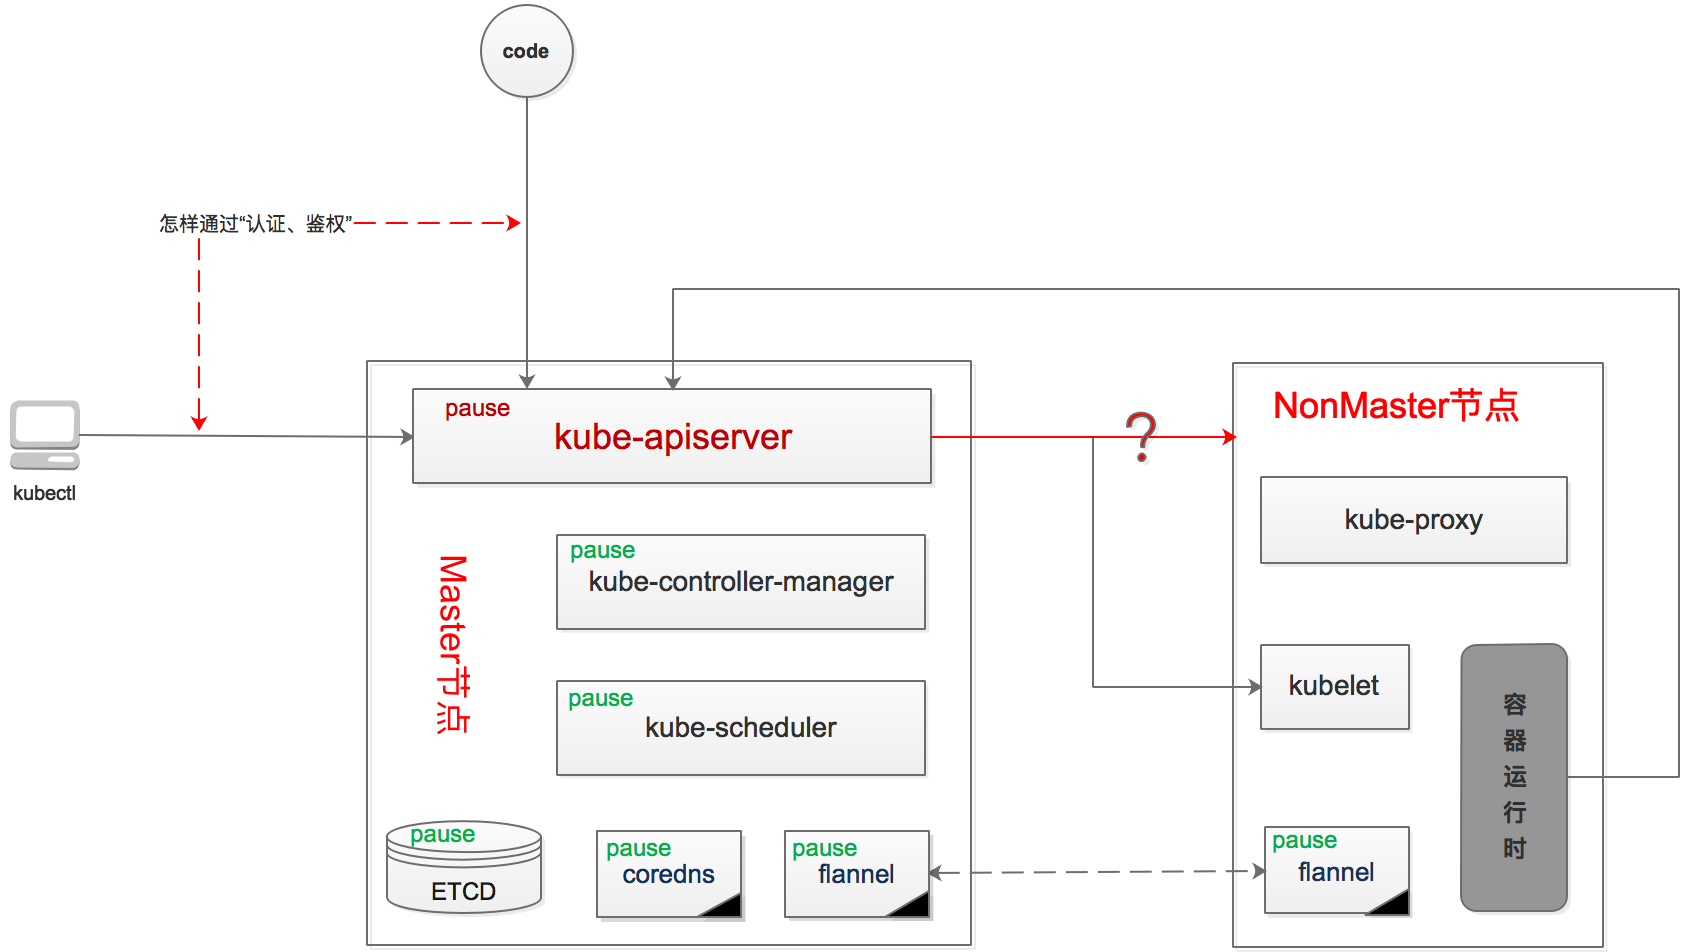 code
怎样通过“认证、鉴权”
kubectl
pause
kube-apiserver
?
NonMaster节点
kube-proxy
pause
kube-controller-manager
Master节点
pause
kube-scheduler
kubelet
容器运行时
pause
ETCD
pause
coredns
pause
flannel
pause
flannel